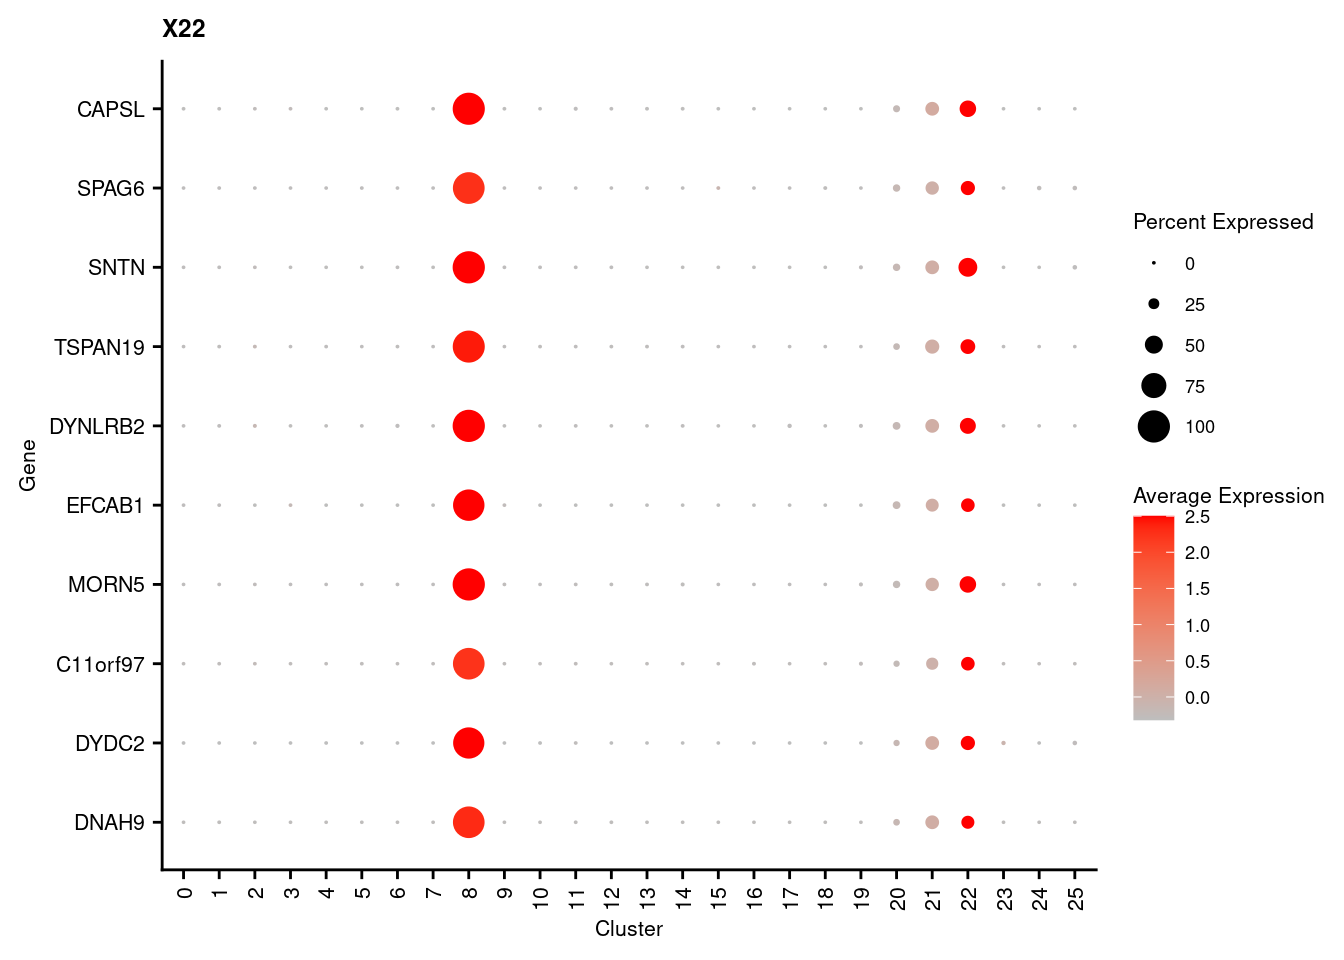 X22
CAPSL
SPAG6
SNTN
TSPAN19
DYNLRB2
EFCAB1
MORN5
C11orf97
DYDC2
DNAH9
Gene
0 1 2 3 4 5 6 7 8 9 10 11 12 13 14 15 16 17 18 19 20 21 22 23 24 25
Cluster
Percent Expressed
0
25
50
75
100
Average Expression
2.5
2.0
1.5
1.0
0.5
0.0